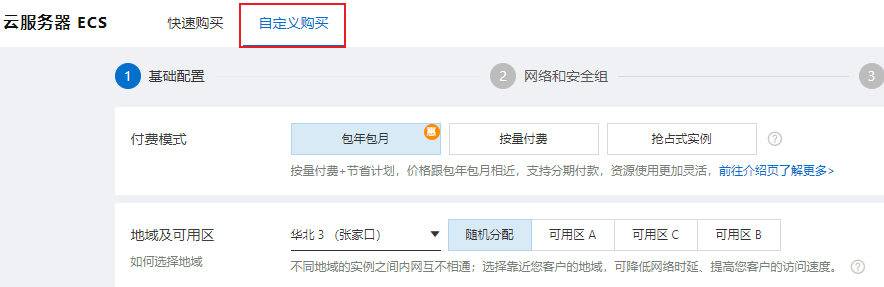 云服务器 ECS 快速购买 自定义购买
1 基础配置 2 网络和安全组 3
付费模式 包年包月 惠 按量付费 抢占式实例 ?
按量付费+节省计划，价格跟包年包月相近，支持分期付款，资源使用更加灵活，前往介绍页了解更多>
地域及可用区 华北 3 （张家口） 随机分配 可用区 A 可用区 C 可用区 B
如何选择地域
不同地域的实例之间内网互不相通；选择靠近您客户的地域，可降低网络时延、提高您客户的访问速度。 ?